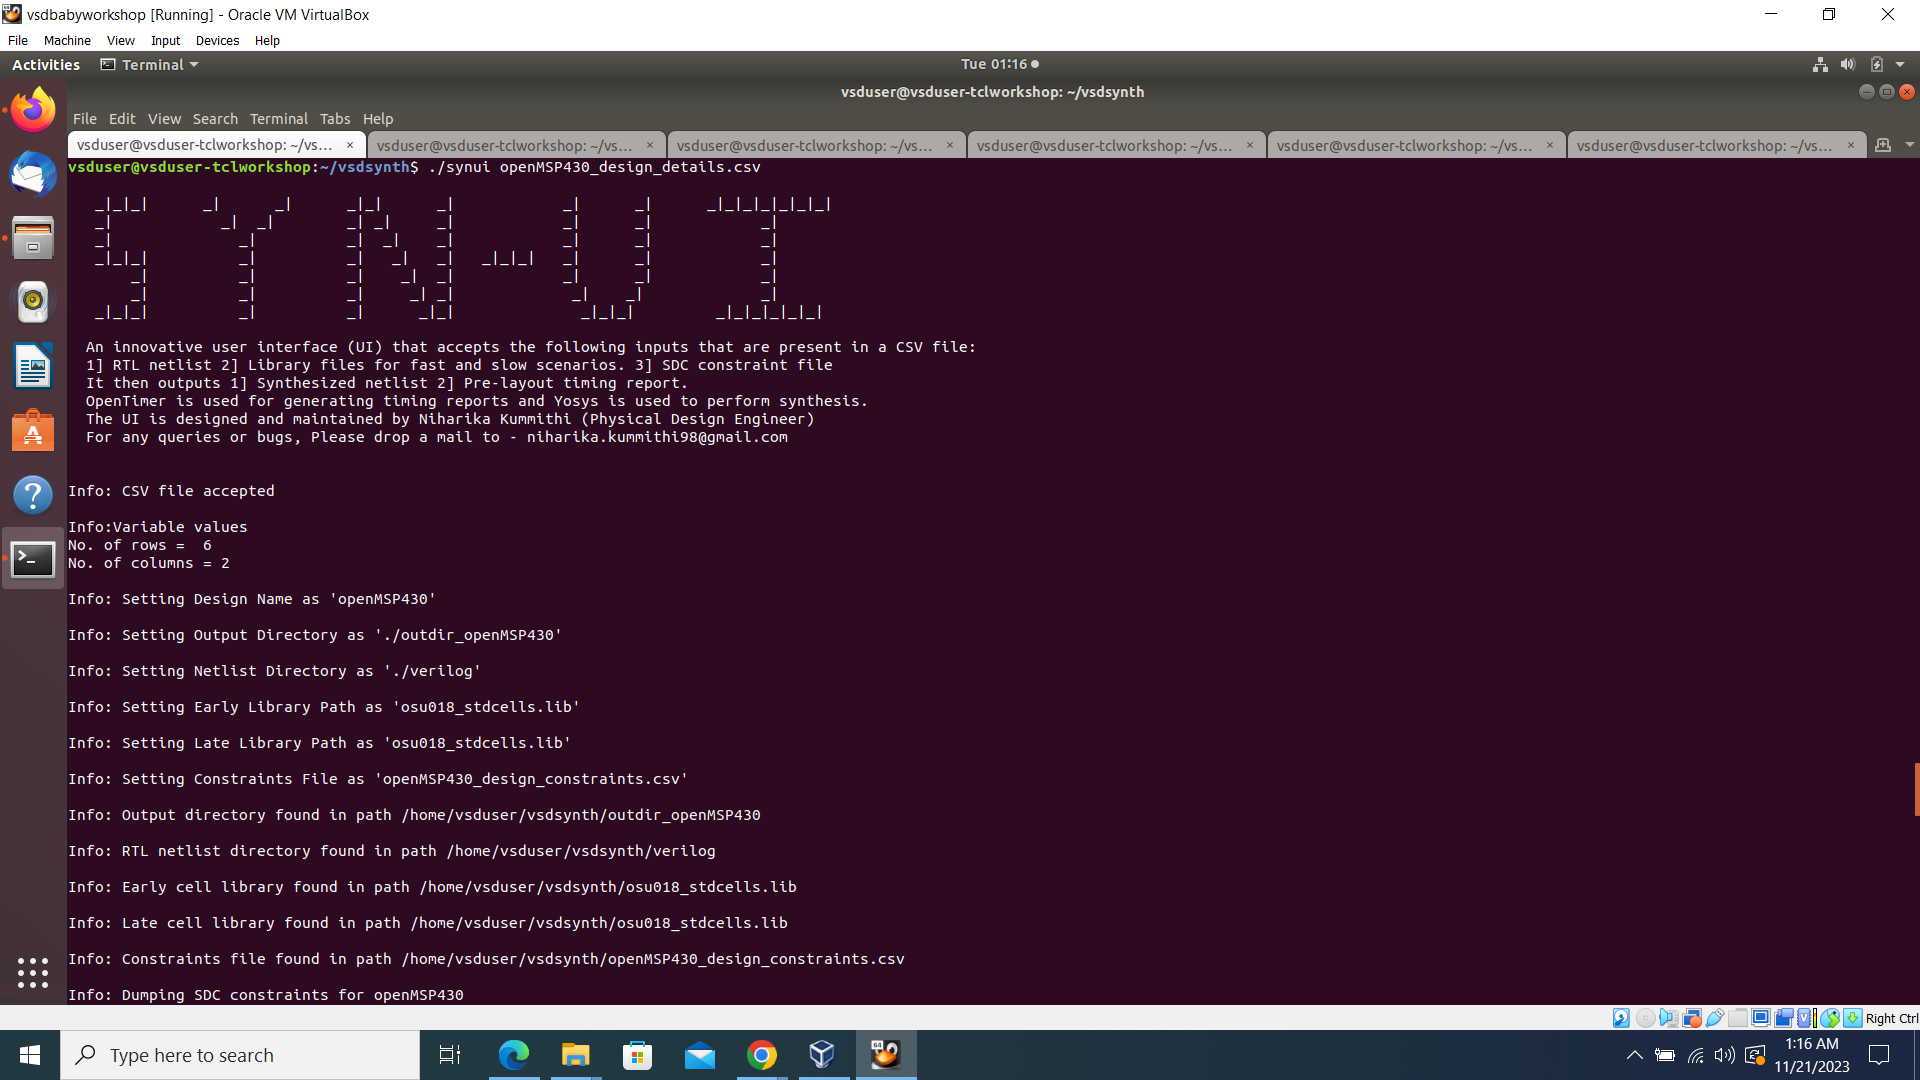 vsdbabyworkshop [Running] - Oracle VM VirtualBox
File Machine View Input Devices Help
Activities Terminal Tue 01:16
vsduser@vsduser-tclworkshop: ~/vsdsynth
File Edit View Search Terminal Tabs Help
vsduser@vsduser-tclworkshop: ~/vs... × vsduser@vsduser-tclworkshop: ~/vs... × vsduser@vsduser-tclworkshop: ~/vs... × vsduser@vsduser-tclworkshop: ~/vs... × vsduser@vsduser-tclworkshop: ~/vs... × vsduser@vsduser-tclworkshop: ~/vs... ×
vsduser@vsduser-tclworkshop:~/vsdsynth$ ./synui openMSP430_design_details.csv
SYN-UI
An innovative user interface (UI) that accepts the following inputs that are present in a CSV file:
1] RTL netlist 2] Library files for fast and slow scenarios. 3] SDC constraint file
It then outputs 1] Synthesized netlist 2] Pre-layout timing report.
OpenTimer is used for generating timing reports and Yosys is used to perform synthesis.
The UI is designed and maintained by Niharika Kummithi (Physical Design Engineer)
For any queries or bugs, Please drop a mail to - niharika.kummithi98@gmail.com
Info: CSV file accepted
Info:Variable values
No. of rows =  6
No. of columns = 2
Info: Setting Design Name as 'openMSP430'
Info: Setting Output Directory as './outdir_openMSP430'
Info: Setting Netlist Directory as './verilog'
Info: Setting Early Library Path as 'osu018_stdcells.lib'
Info: Setting Late Library Path as 'osu018_stdcells.lib'
Info: Setting Constraints File as 'openMSP430_design_constraints.csv'
Info: Output directory found in path /home/vsduser/vsdsynth/outdir_openMSP430
Info: RTL netlist directory found in path /home/vsduser/vsdsynth/verilog
Info: Early cell library found in path /home/vsduser/vsdsynth/osu018_stdcells.lib
Info: Late cell library found in path /home/vsduser/vsdsynth/osu018_stdcells.lib
Info: Constraints file found in path /home/vsduser/vsdsynth/openMSP430_design_constraints.csv
Info: Dumping SDC constraints for openMSP430
Right Ctrl
Type here to search
1:16 AM
11/21/2023